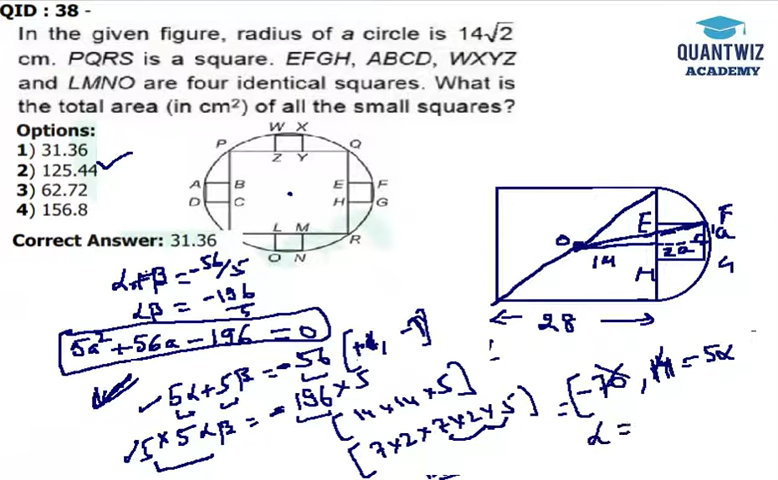 QID : 38 -
In the given figure, radius of a circle is 14√2
cm. PQRS is a square. EFGH, ABCD, WXYZ
and LMNO are four identical squares. What is
the total area (in cm²) of all the small squares?
QUANTWIZ
ACADEMY
Options:
1) 31.36
2) 125.44
3) 62.72
4) 156.8
Correct Answer: 31.36
W X
P Q
Z Y
A B E F
D C H G
L M
R
O N
E F
O a
14 2a
H G
28
α+β = -56/5
αβ = -196/5
5a² + 56a - 196 = 0
5α + 5β = -56
5 × 5αβ = -196 × 5
[14 × 14 × 5]
[7 × 2 × 7 × 2 × 5]
= [-70, 14 = 5α
α =